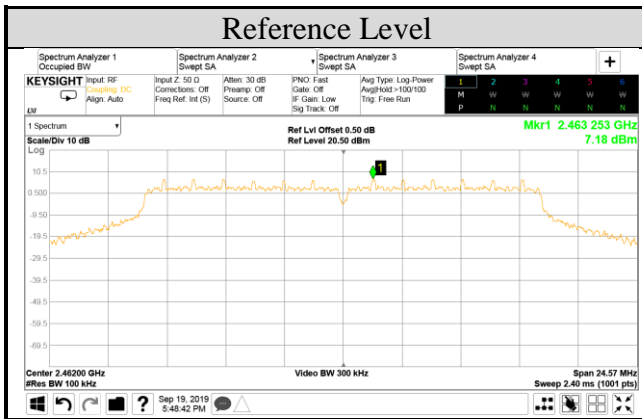 Reference Level
Spectrum Analyzer 1
Occupied BW
Spectrum Analyzer 2
Swept SA
Spectrum Analyzer 3
Swept SA
Spectrum Analyzer 4
Swept SA
+
KEYSIGHT
Input: RF
Coupling: DC
Align: Auto
Input Z: 50 Ω
Corrections: Off
Freq Ref: Int (S)
Atten: 30 dB
Preamp: Off
Source: Off
PNO: Fast
Gate: Off
IF Gain: Low
Sig Track: Off
Avg Type: Log-Power
Avg|Hold:>100/100
Trig: Free Run
1 2 3 4 5 6
M W W W W W
P N N N N N
LXI
1 Spectrum
Scale/Div 10 dB
Ref Lvl Offset 0.50 dB
Ref Level 20.50 dBm
Mkr1 2.463 253 GHz
7.18 dBm
Log
1
10.5
0.500
-9.50
-19.5
-29.5
-39.5
-49.5
-59.5
-69.5
Center 2.46200 GHz
#Res BW 100 kHz
Video BW 300 kHz
Span 24.57 MHz
Sweep 2.40 ms (1001 pts)
?
Sep 19, 2019
5:48:42 PM